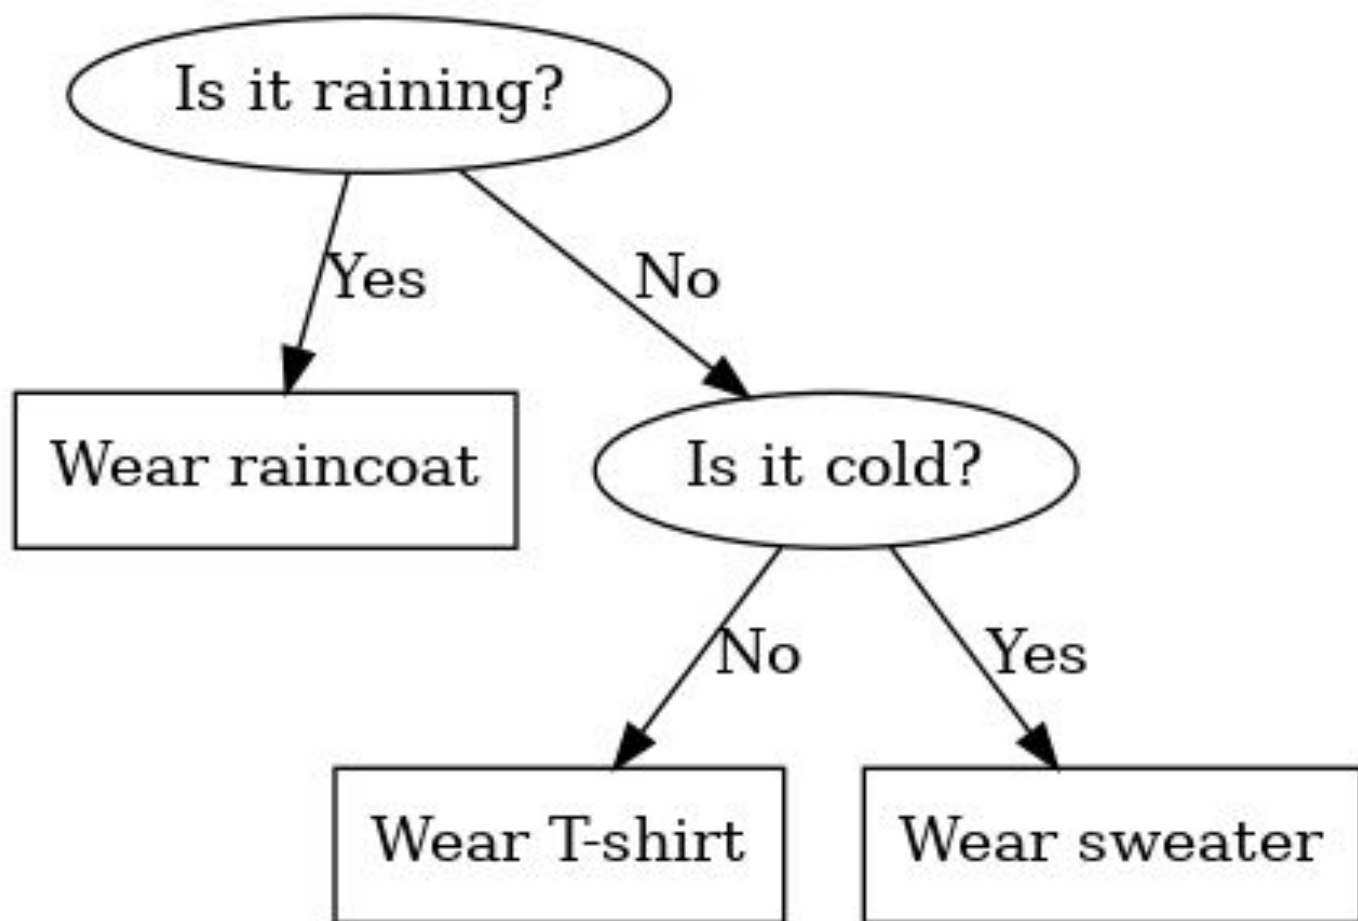 Is it raining?
Yes
No
Wear raincoat
Is it cold?
No
Yes
Wear T-shirt
Wear sweater